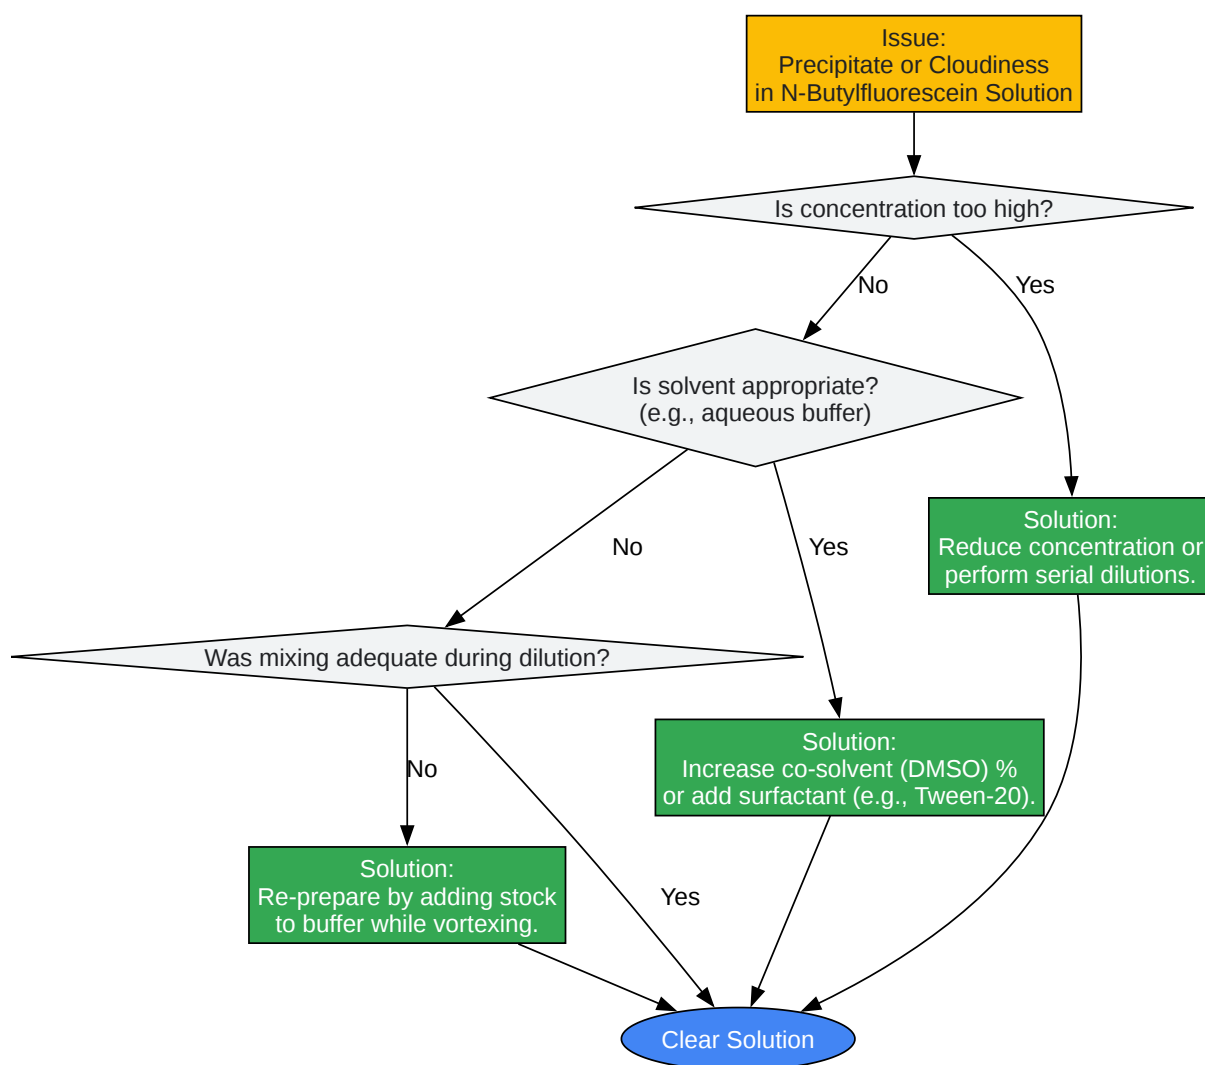 Issue:
Precipitate or Cloudiness
in N-Butylfluorescein Solution
Is concentration too high?
No
Yes
Is solvent appropriate?
(e.g., aqueous buffer)
Solution:
Reduce concentration or
perform serial dilutions.
No
Yes
Was mixing adequate during dilution?
Solution:
Increase co-solvent (DMSO) %
or add surfactant (e.g., Tween-20).
No
Solution:
Re-prepare by adding stock
to buffer while vortexing.
Yes
Clear Solution